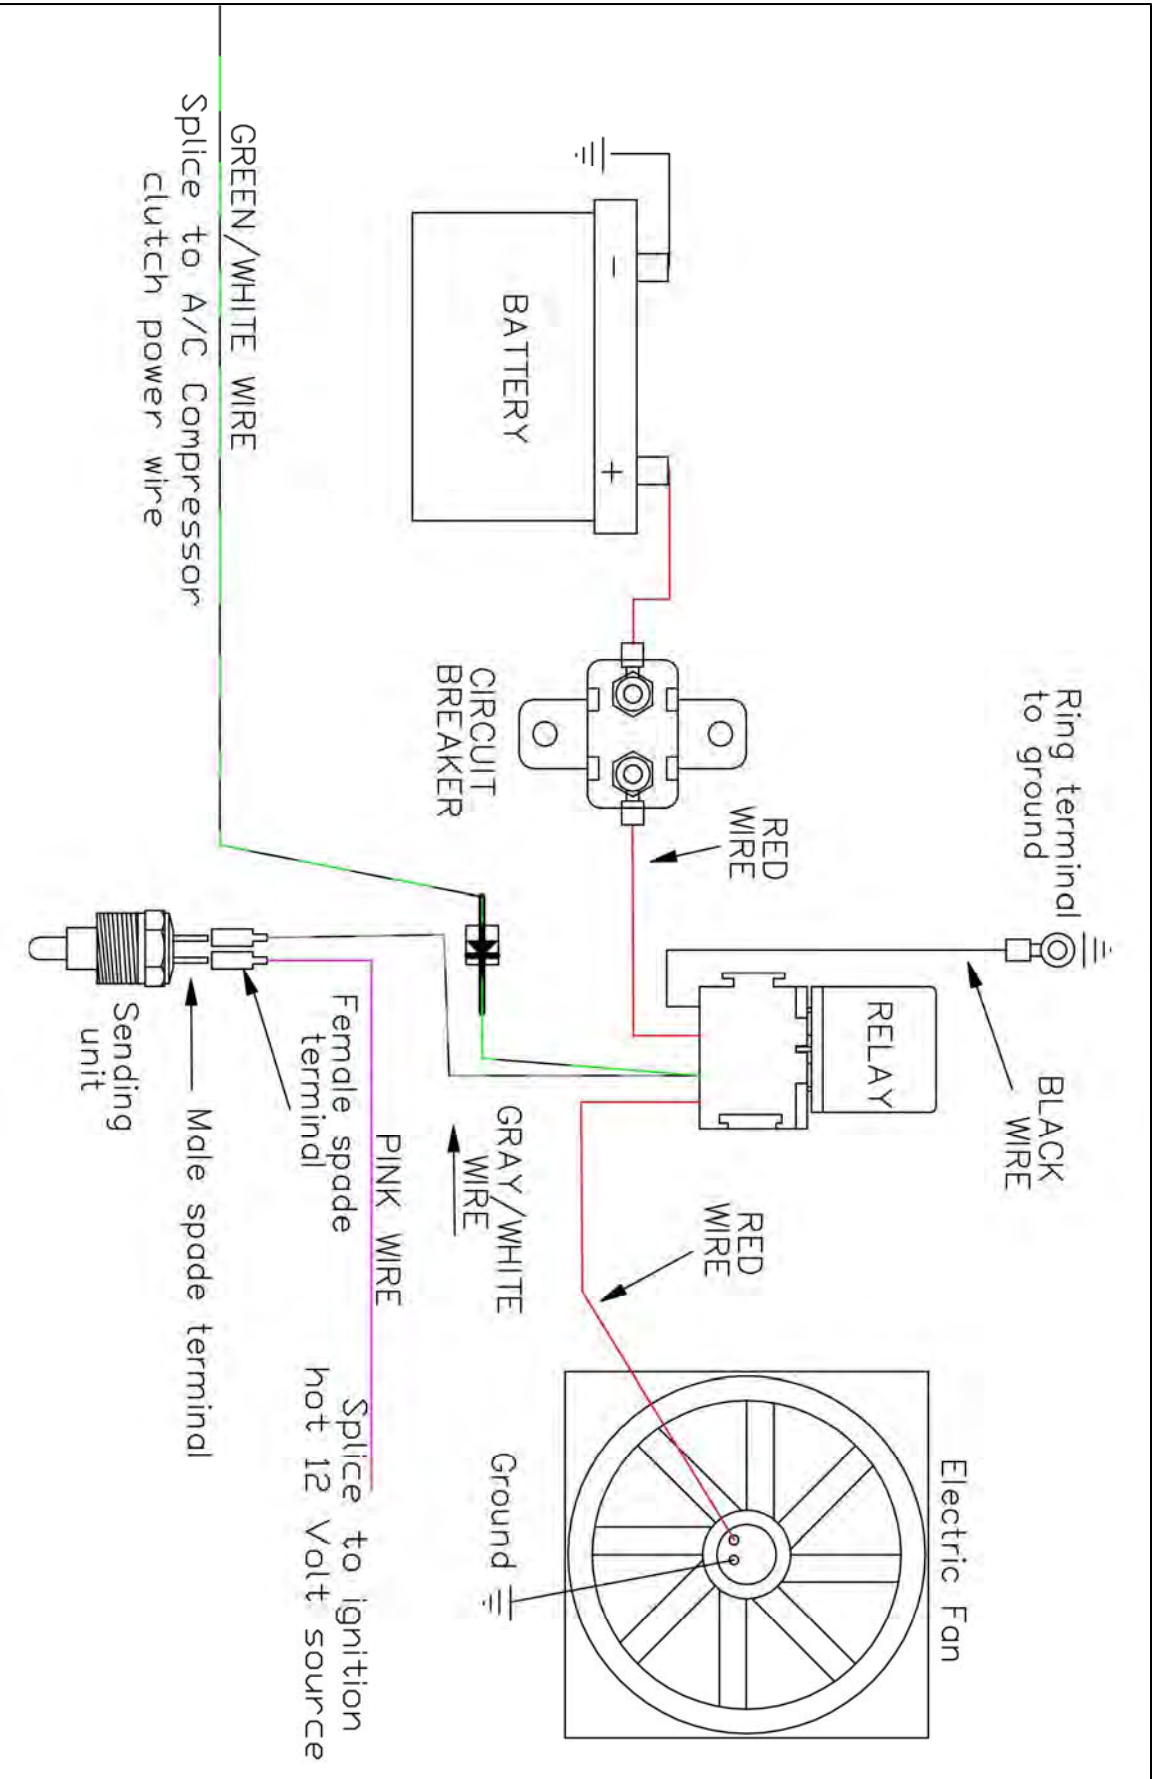 Ring terminal
to ground
BLACK
WIRE
RELAY
Electric Fan
RED
WIRE
RED
WIRE
-
+
BATTERY
CIRCUIT
BREAKER
GRAY/WHITE
WIRE
Ground
GREEN/WHITE WIRE
Splice to A/C Compressor
clutch power wire
PINK WIRE
Female spade
terminal
Splice to ignition
hot 12 Volt source
Male spade terminal
Sending
unit